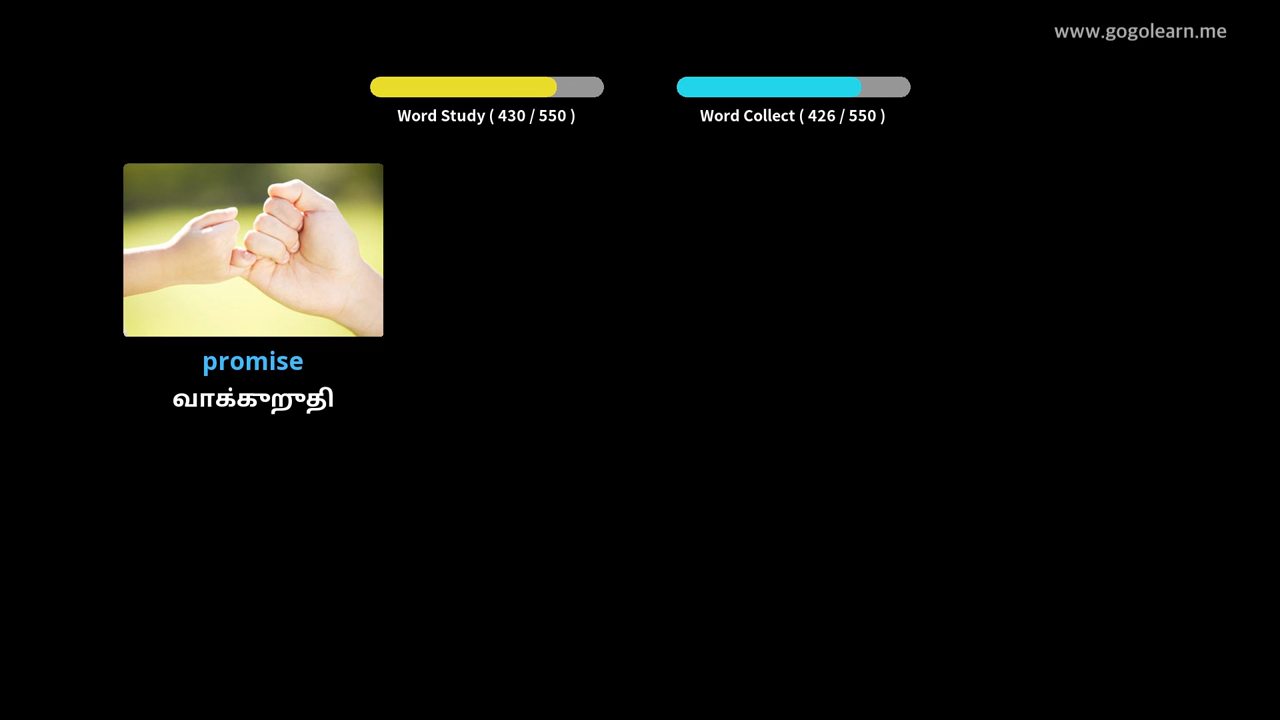 www.gogolearn.me
Word Study ( 430 / 550 )
Word Collect ( 426 / 550 )
promise
வாக்குறுதி